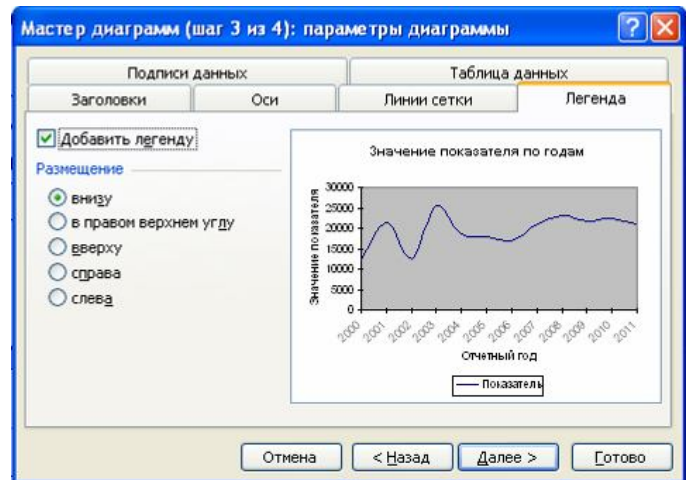 Мастер диаграмм (шаг 3 из 4): параметры диаграммы
Подписи данных
Таблица данных
Заголовки
Оси
Линии сетки
Легенда
Добавить легенду
Размещение
внизу
в правом верхнем углу
вверху
справа
слева
Значение показателя по годам
Значение показателя
30000
25000
20000
15000
10000
5000
0
2000 2001 2002 2003 2004 2005 2006 2007 2008 2009 2010 2011
Отчетный год
Показатель
Отмена
< Назад
Далее >
Готово